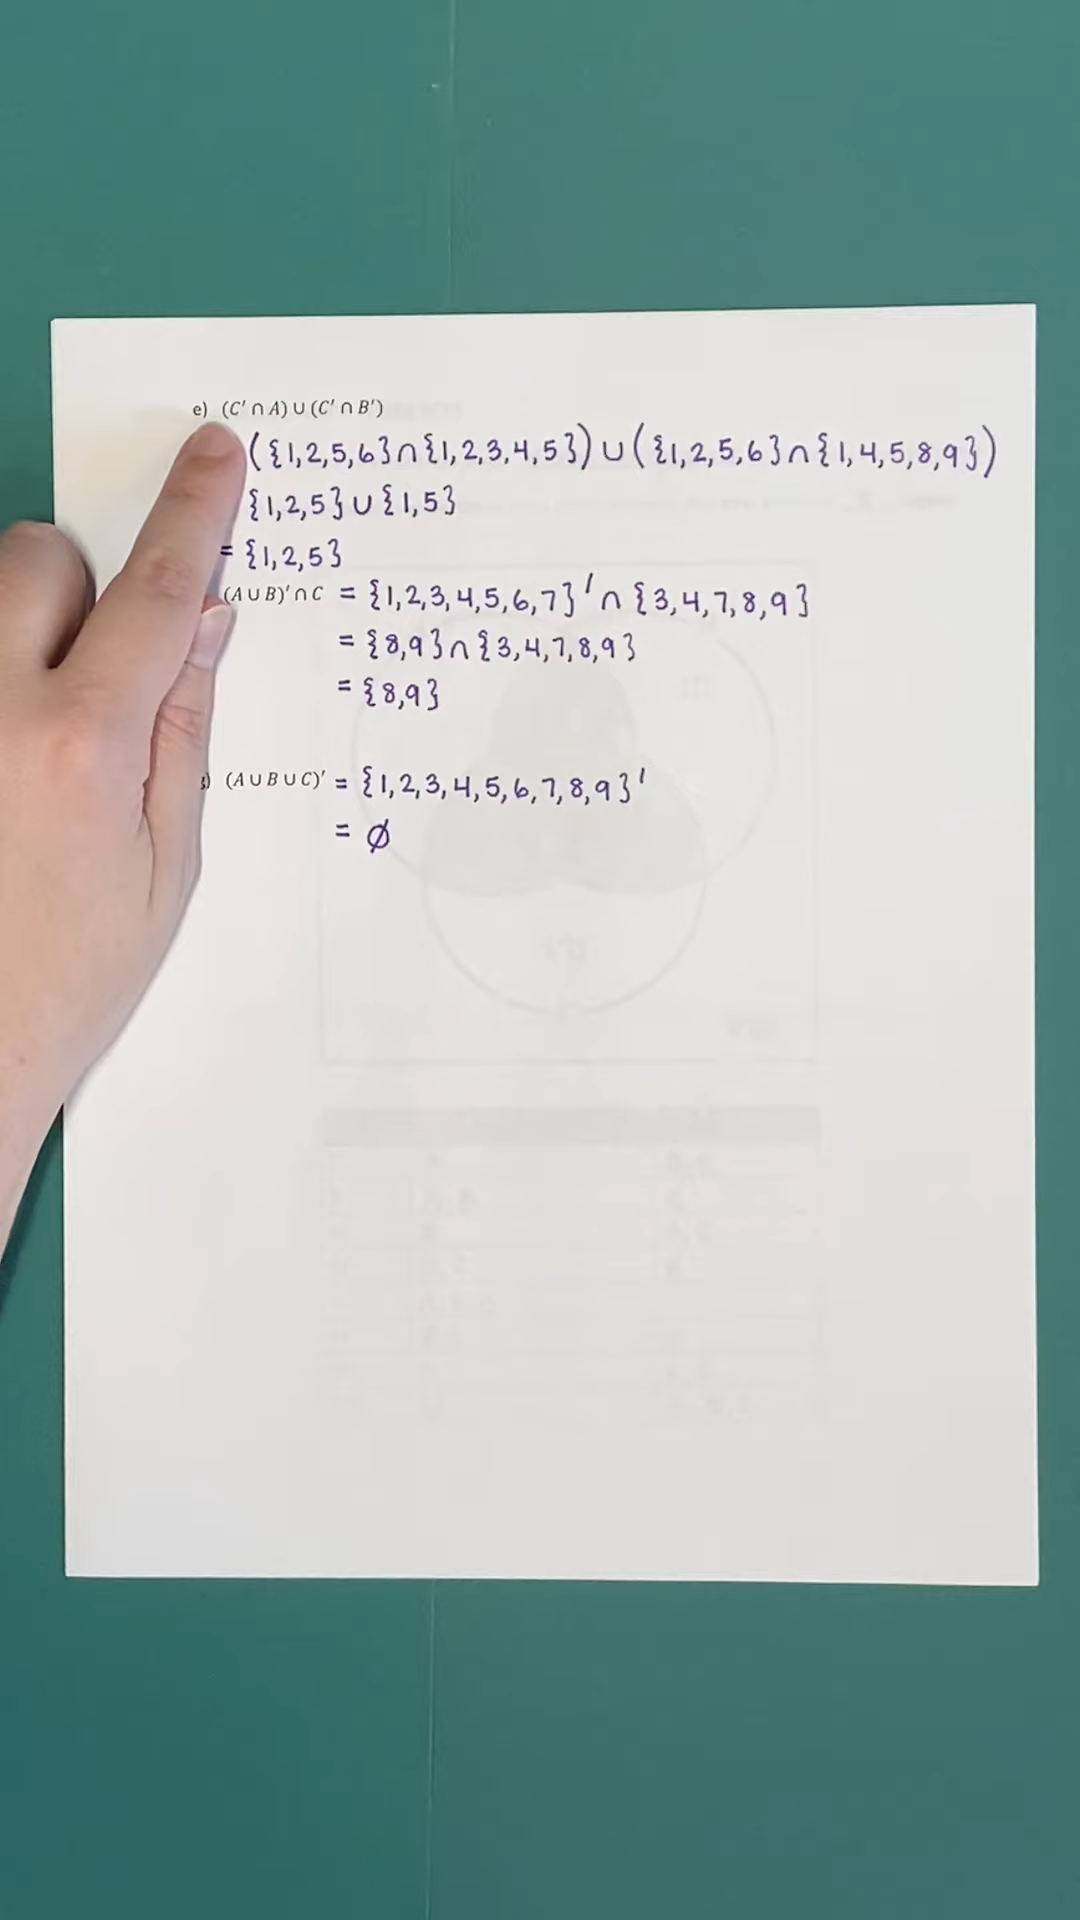 e) (C′ ∩ A) ∪ (C′ ∩ B′)
({1,2,5,6}∩{1,2,3,4,5})∪({1,2,5,6}∩{1,4,5,8,9})
{1,2,5}∪{1,5}
= {1,2,5}
(A ∪ B)′ ∩ C = {1,2,3,4,5,6,7}′∩{3,4,7,8,9}
= {8,9}∩{3,4,7,8,9}
= {8,9}
(A ∪ B ∪ C)′ = {1,2,3,4,5,6,7,8,9}′
= ∅